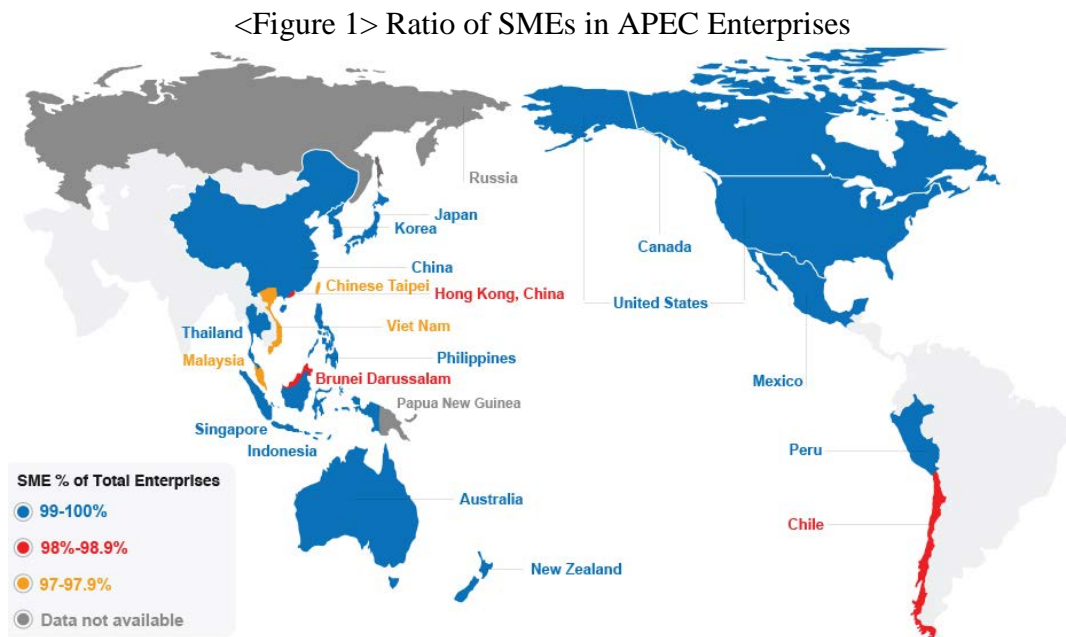 <Figure 1> Ratio of SMEs in APEC Enterprises
Russia
Japan
Korea
Canada
China
Chinese Taipei
Hong Kong, China
United States
Viet Nam
Thailand
Philippines
Malaysia
Brunei Darussalam
Mexico
Papua New Guinea
Singapore
Indonesia
Peru
SME % of Total Enterprises
99-100%
98%-98.9%
97-97.9%
Data not available
Australia
Chile
New Zealand